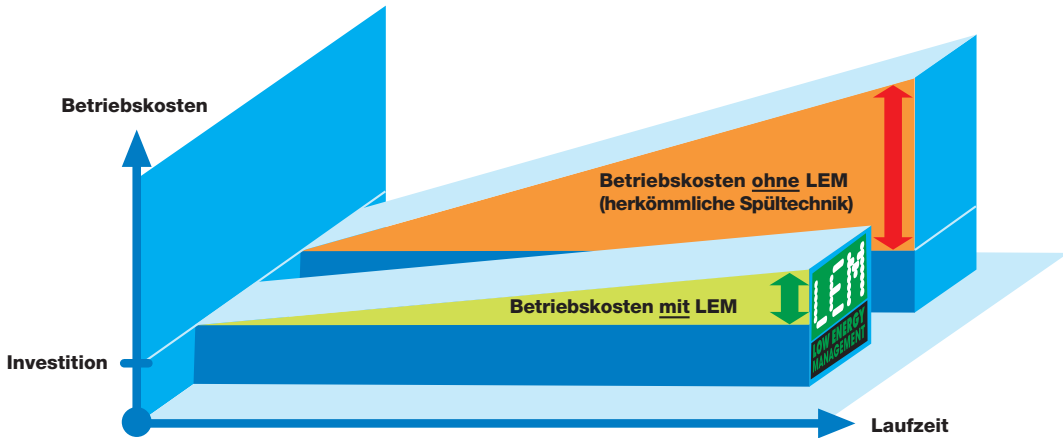 Betriebskosten
Betriebskosten ohne LEM
(herkömmliche Spültechnik)
Betriebskosten mit LEM
LEM
LOW ENERGY
MANAGEMENT
Investition
Laufzeit